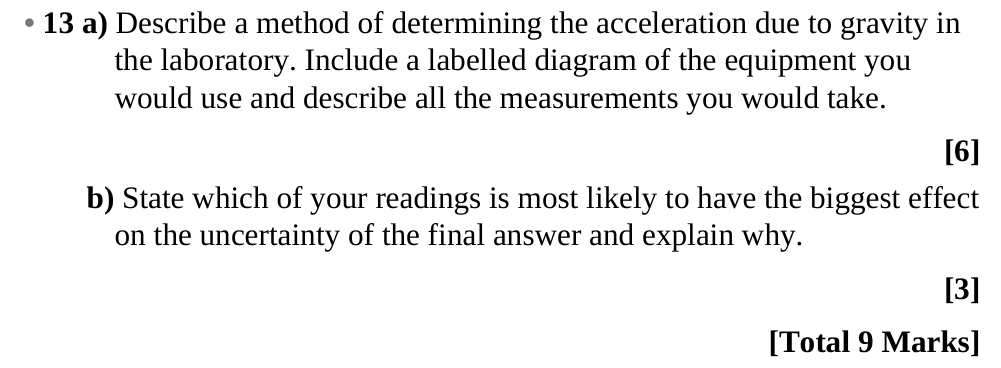 • 13 a) Describe a method of determining the acceleration due to gravity in
the laboratory. Include a labelled diagram of the equipment you
would use and describe all the measurements you would take.
[6]
b) State which of your readings is most likely to have the biggest effect
on the uncertainty of the final answer and explain why.
[3]
[Total 9 Marks]